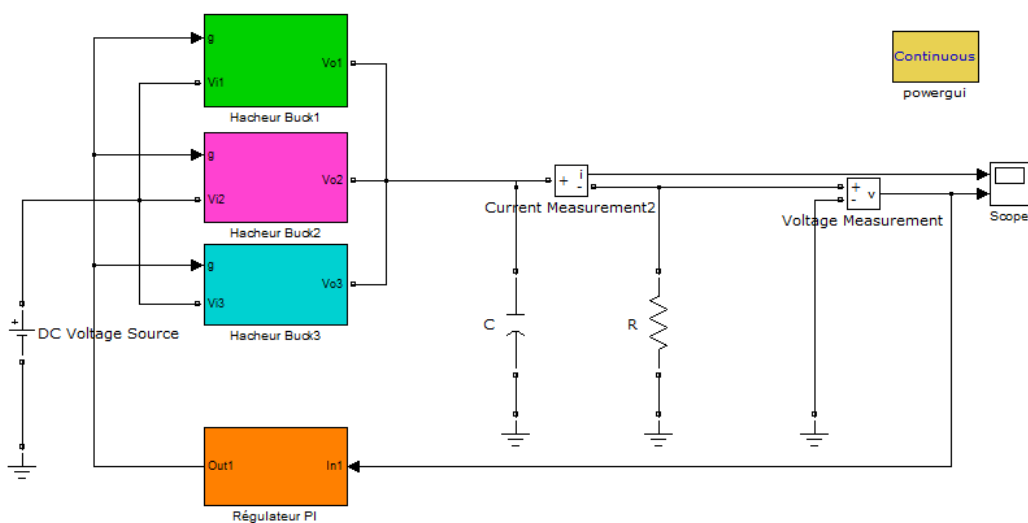 g
Vi1
Vo1
Hacheur Buck1
Continuous
powergui
g
Vi2
Vo2
Hacheur Buck2
+
-
i
Current Measurement2
+
-
v
Voltage Measurement
Scope
g
Vi3
Vo3
Hacheur Buck3
+
DC Voltage Source
C
R
Out1
In1
Régulateur PI